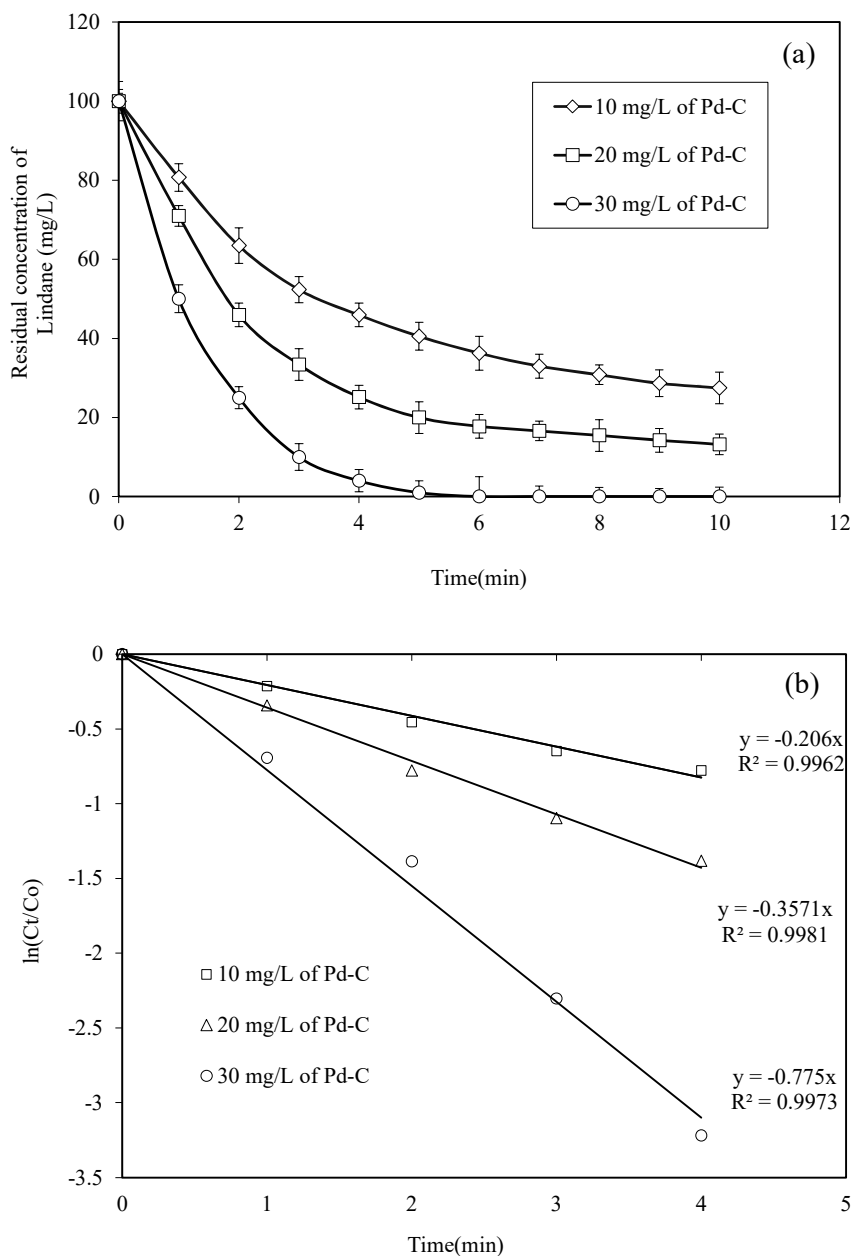 120
100
80
60
40
20
0
0
2
4
6
8
10
12
Residual concentration of
Lindane (mg/L)
Time(min)
(a)
10 mg/L of Pd-C
20 mg/L of Pd-C
30 mg/L of Pd-C
0
-0.5
-1
-1.5
-2
-2.5
-3
-3.5
0
1
2
3
4
5
ln(Ct/Co)
Time(min)
(b)
y = -0.206x
R² = 0.9962
y = -0.3571x
R² = 0.9981
y = -0.775x
R² = 0.9973
10 mg/L of Pd-C
20 mg/L of Pd-C
30 mg/L of Pd-C